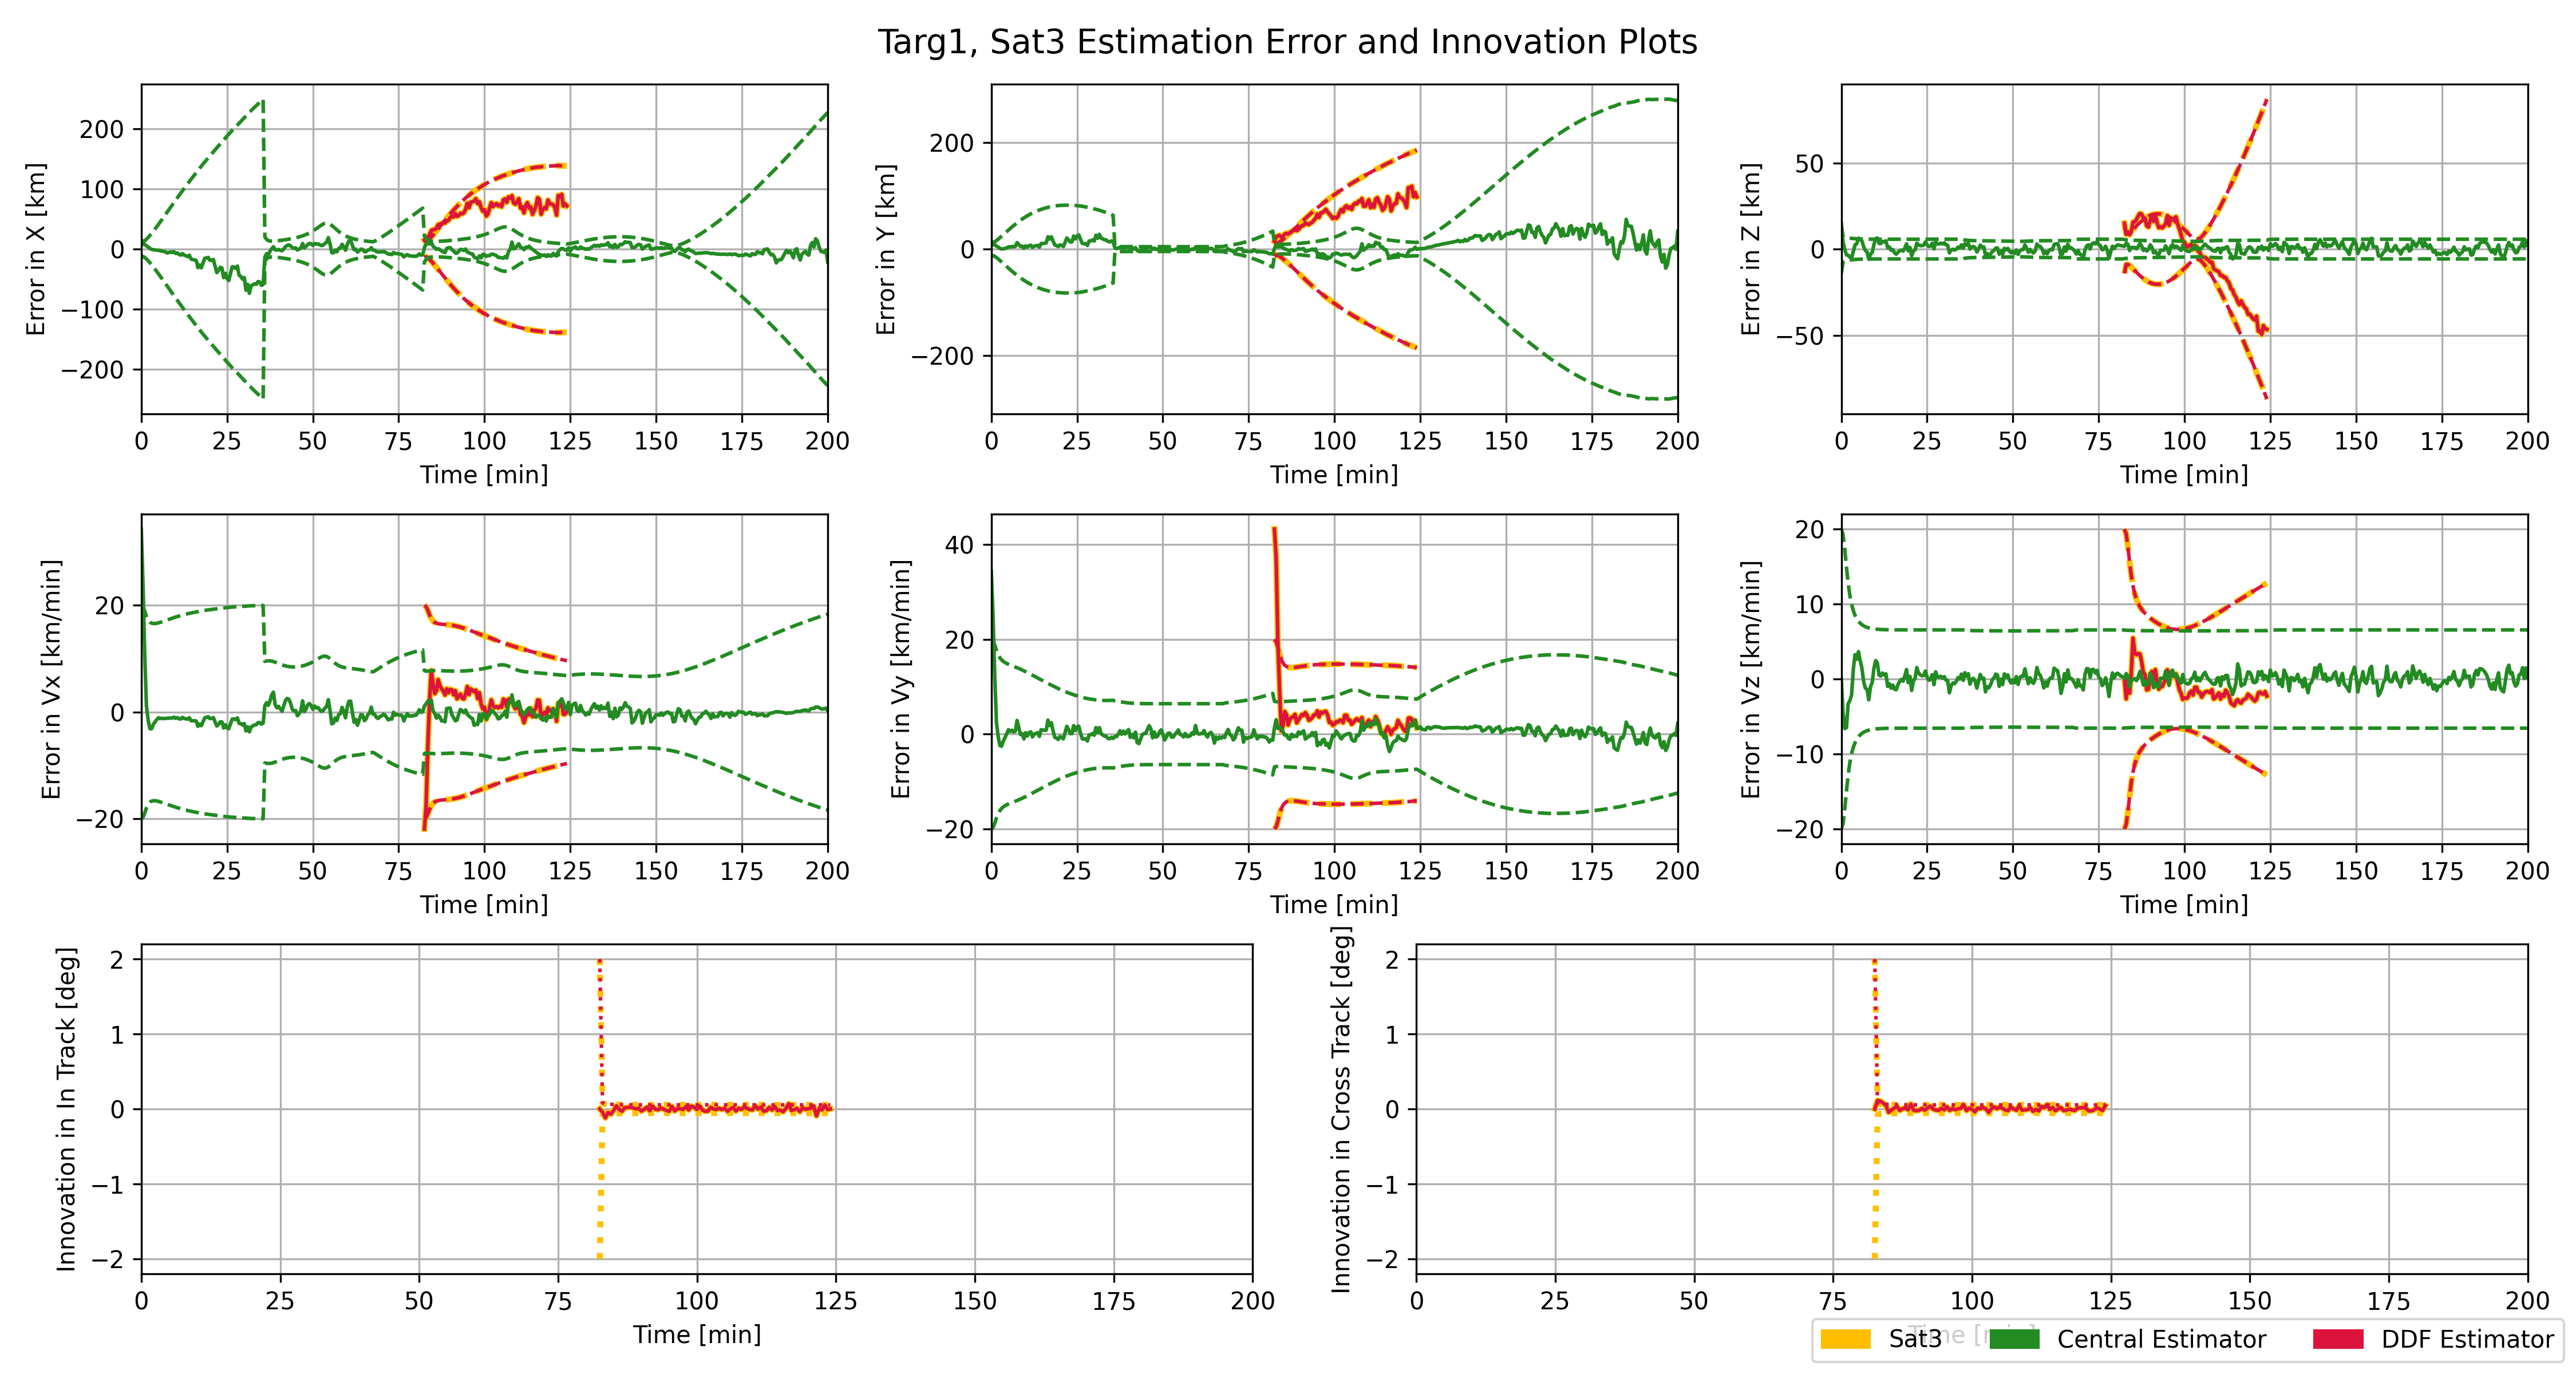 Targ1, Sat3 Estimation Error and Innovation Plots
Error in X [km]
200
100
0
−100
−200
0 25 50 75 100 125 150 175 200
Time [min]
Error in Y [km]
200
0
−200
0 25 50 75 100 125 150 175 200
Time [min]
Error in Z [km]
50
0
−50
0 25 50 75 100 125 150 175 200
Time [min]
Error in Vx [km/min]
20
0
−20
0 25 50 75 100 125 150 175 200
Time [min]
Error in Vy [km/min]
40
20
0
−20
0 25 50 75 100 125 150 175 200
Time [min]
Error in Vz [km/min]
20
10
0
−10
−20
0 25 50 75 100 125 150 175 200
Time [min]
Innovation in In Track [deg]
2
1
0
−1
−2
0 25 50 75 100 125 150 175 200
Time [min]
Innovation in Cross Track [deg]
2
1
0
−1
−2
0 25 50 75 100 125 150 175 200
Time [min]
Sat3 Central Estimator DDF Estimator